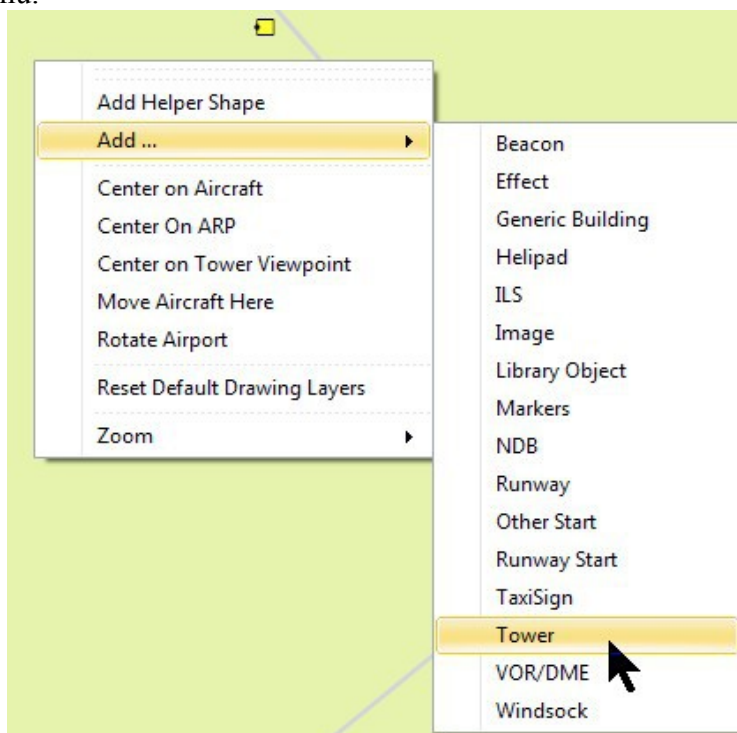 Add Helper Shape
Add ...
Center on Aircraft
Center On ARP
Center on Tower Viewpoint
Move Aircraft Here
Rotate Airport
Reset Default Drawing Layers
Zoom
Beacon
Effect
Generic Building
Helipad
ILS
Image
Library Object
Markers
NDB
Runway
Other Start
Runway Start
TaxiSign
Tower
VOR/DME
Windsock